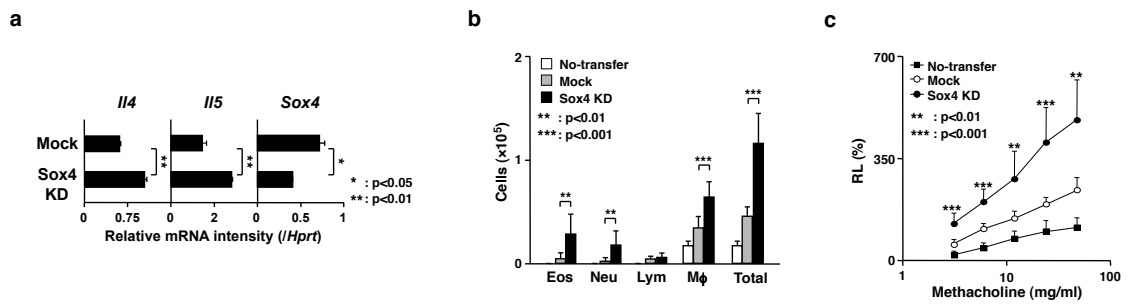 a
Il4 Il5 Sox4
Mock
Sox4
KD
** ** *
* : p<0.05
** : p<0.01
0 0.75 0 2 0 0.5 1
Relative mRNA intensity (/Hprt)
b
2
1
0
Cells (×10⁵)
No-transfer
Mock
Sox4 KD
** : p<0.01
*** : p<0.001
** ** *** ***
Eos Neu Lym Mϕ Total
c
700
350
0
RL (%)
No-transfer
Mock
Sox4 KD
** : p<0.01
*** : p<0.001
*** *** ** *** **
1 10 100
Methacholine (mg/ml)